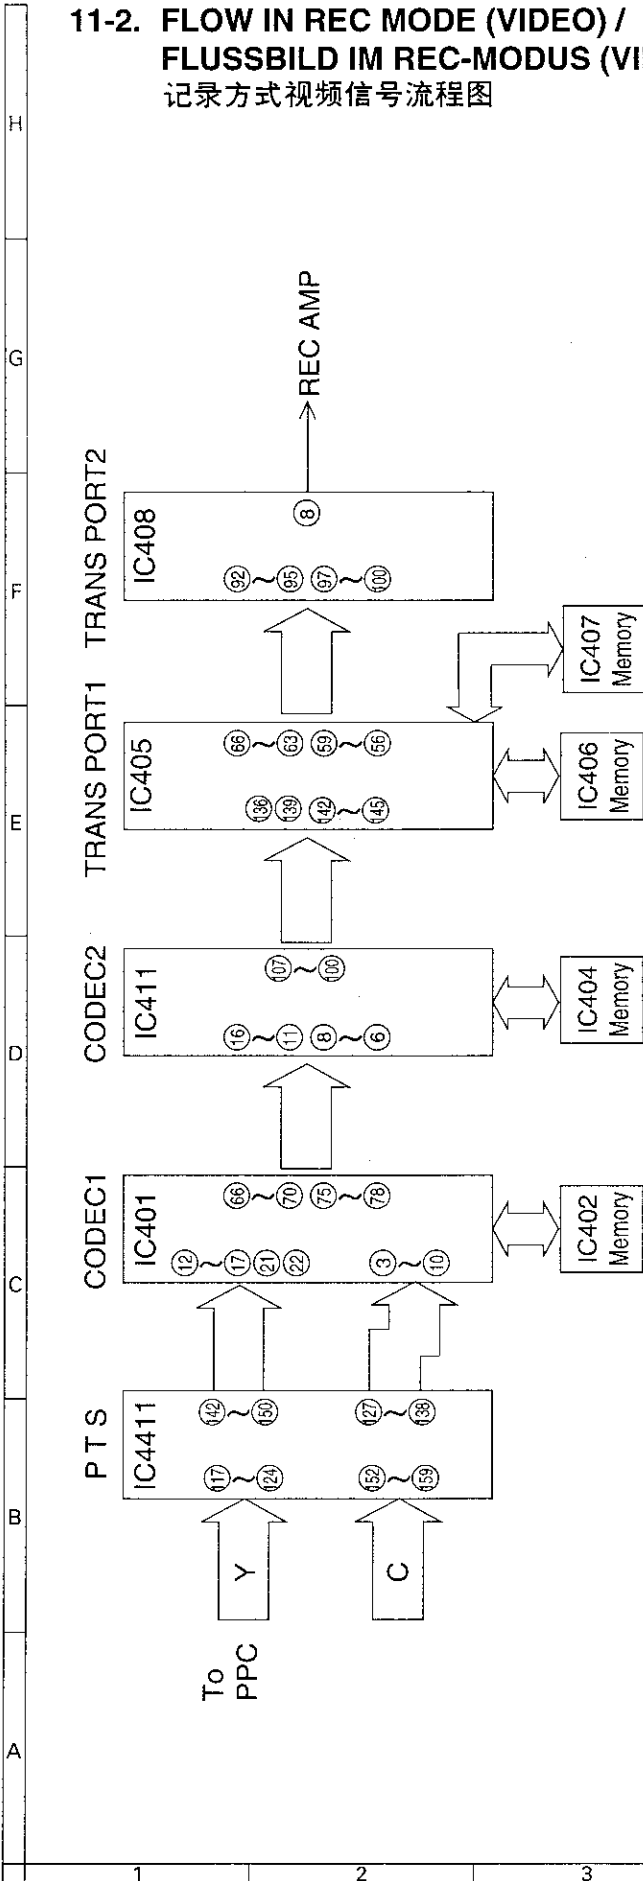 11-2. FLOW IN REC MODE (VIDEO) /
FLUSSBILD IM REC-MODUS (VI
记录方式视频信号流程图
H
G
F
E
D
C
B
A
1
2
3
REC AMP
TRANS PORT2
IC408
8
92 ~ 95 97 ~ 100
IC407
Memory
TRANS PORT1
IC405
66 ~ 63 59 ~ 56
136 139 142 ~ 145
IC406
Memory
CODEC2
IC411
107 ~ 100
16 ~ 11 8 ~ 6
IC404
Memory
CODEC1
IC401
66 ~ 70 75 ~ 78
12 ~ 17 21 22 3 ~ 10
IC402
Memory
PTS
IC4411
142 ~ 150 127 ~ 138
117 ~ 124 152 ~ 159
Y
C
To
PPC